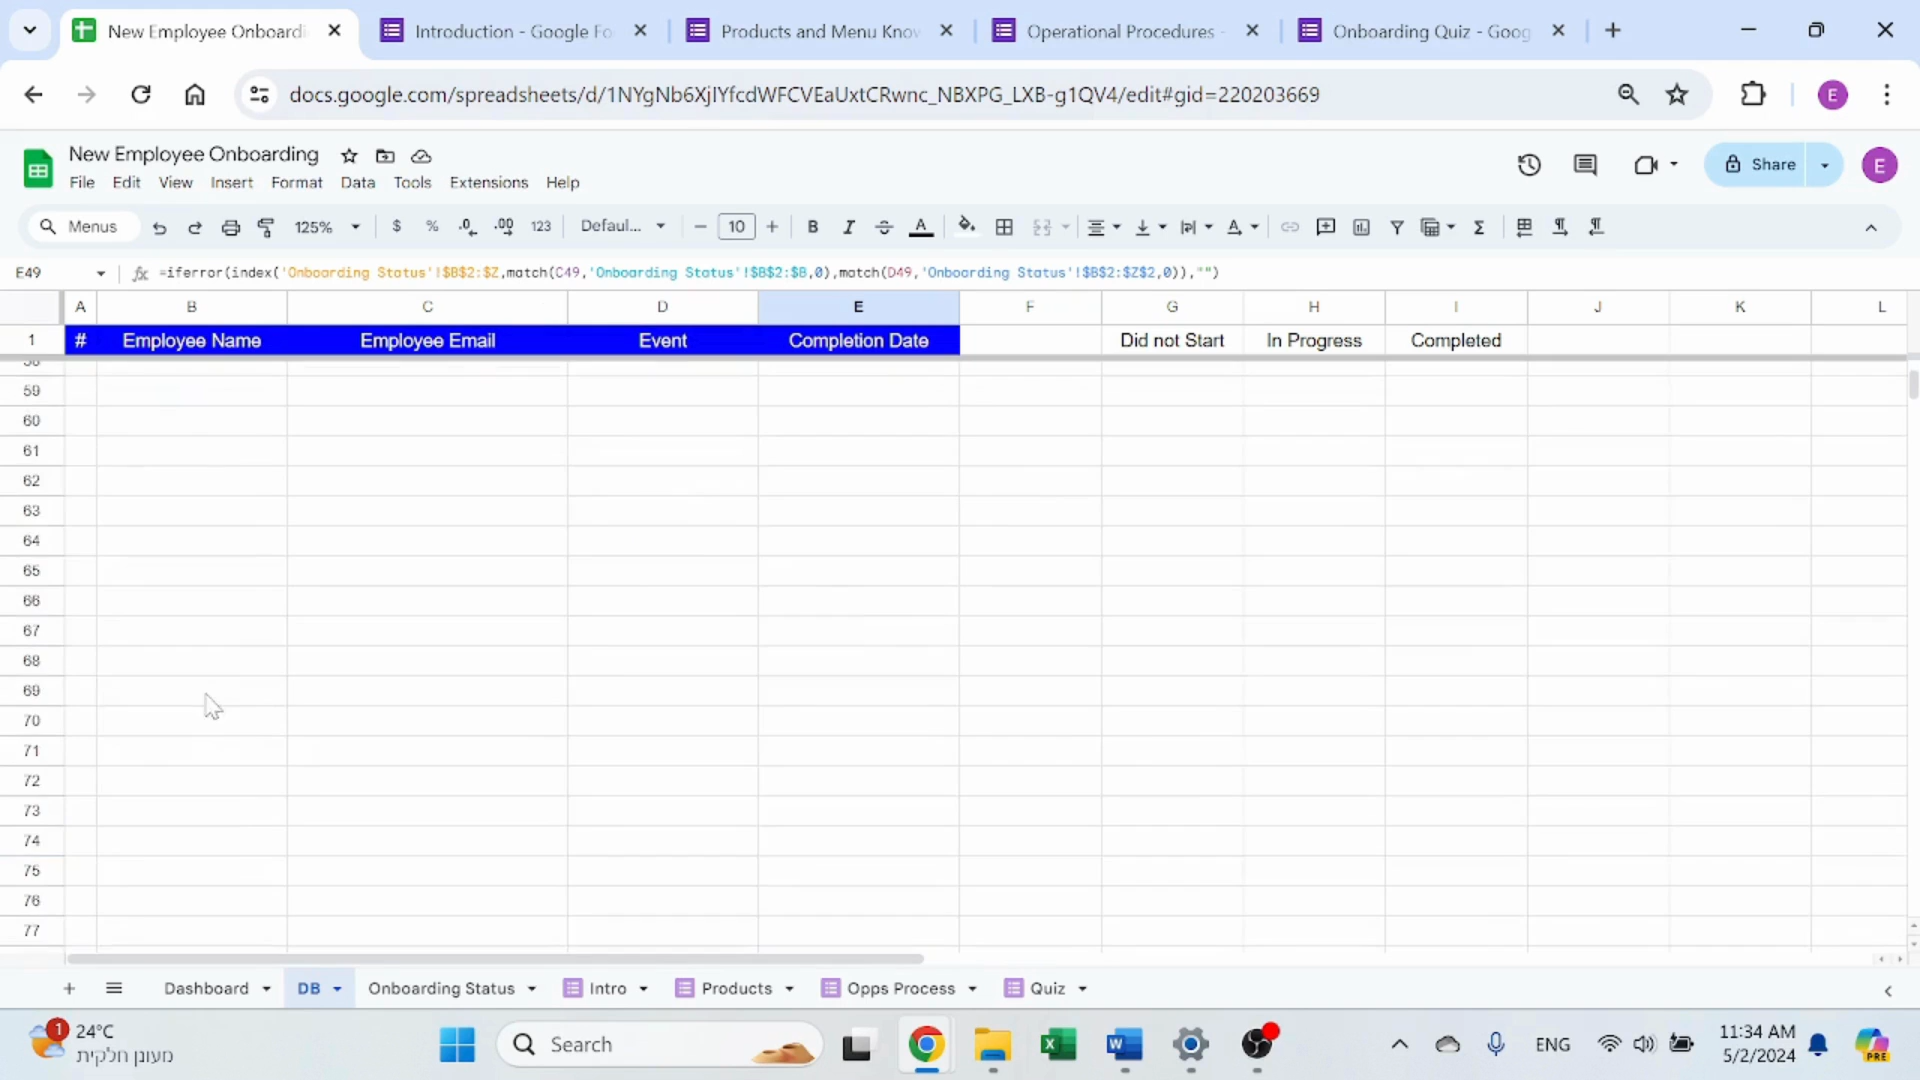 New Employee Onboardi
Introduction - Google Fo
Products and Menu Know
Operational Procedures -
Onboarding Quiz - Goog
docs.google.com/spreadsheets/d/1NYgNb6XjIYfcdWFCVEaUxtCRwnc_NBXPG_LXB-g1QV4/edit#gid=220203669
E
New Employee Onboarding
File Edit View Insert Format Data Tools Extensions Help
Share
E
Menus 125% $ % .0 .00 123 Defaul... 10 B I A A Σ
E49 fx =iferror(index('Onboarding Status'!$B$2:$Z,match(C49,'Onboarding Status'!$B$2:$B,0),match(D49,'Onboarding Status'!$B$2:$Z$2,0)),"")
A B C D E F G H I J K L
1 # Employee Name Employee Email Event Completion Date Did not Start In Progress Completed
58
59
60
61
62
63
64
65
66
67
68
69
70
71
72
73
74
75
76
77
Dashboard DB Onboarding Status Intro Products Opps Process Quiz
1 24°C
מעונן חלקית
Search
ENG
11:34 AM
5/2/2024
PRE